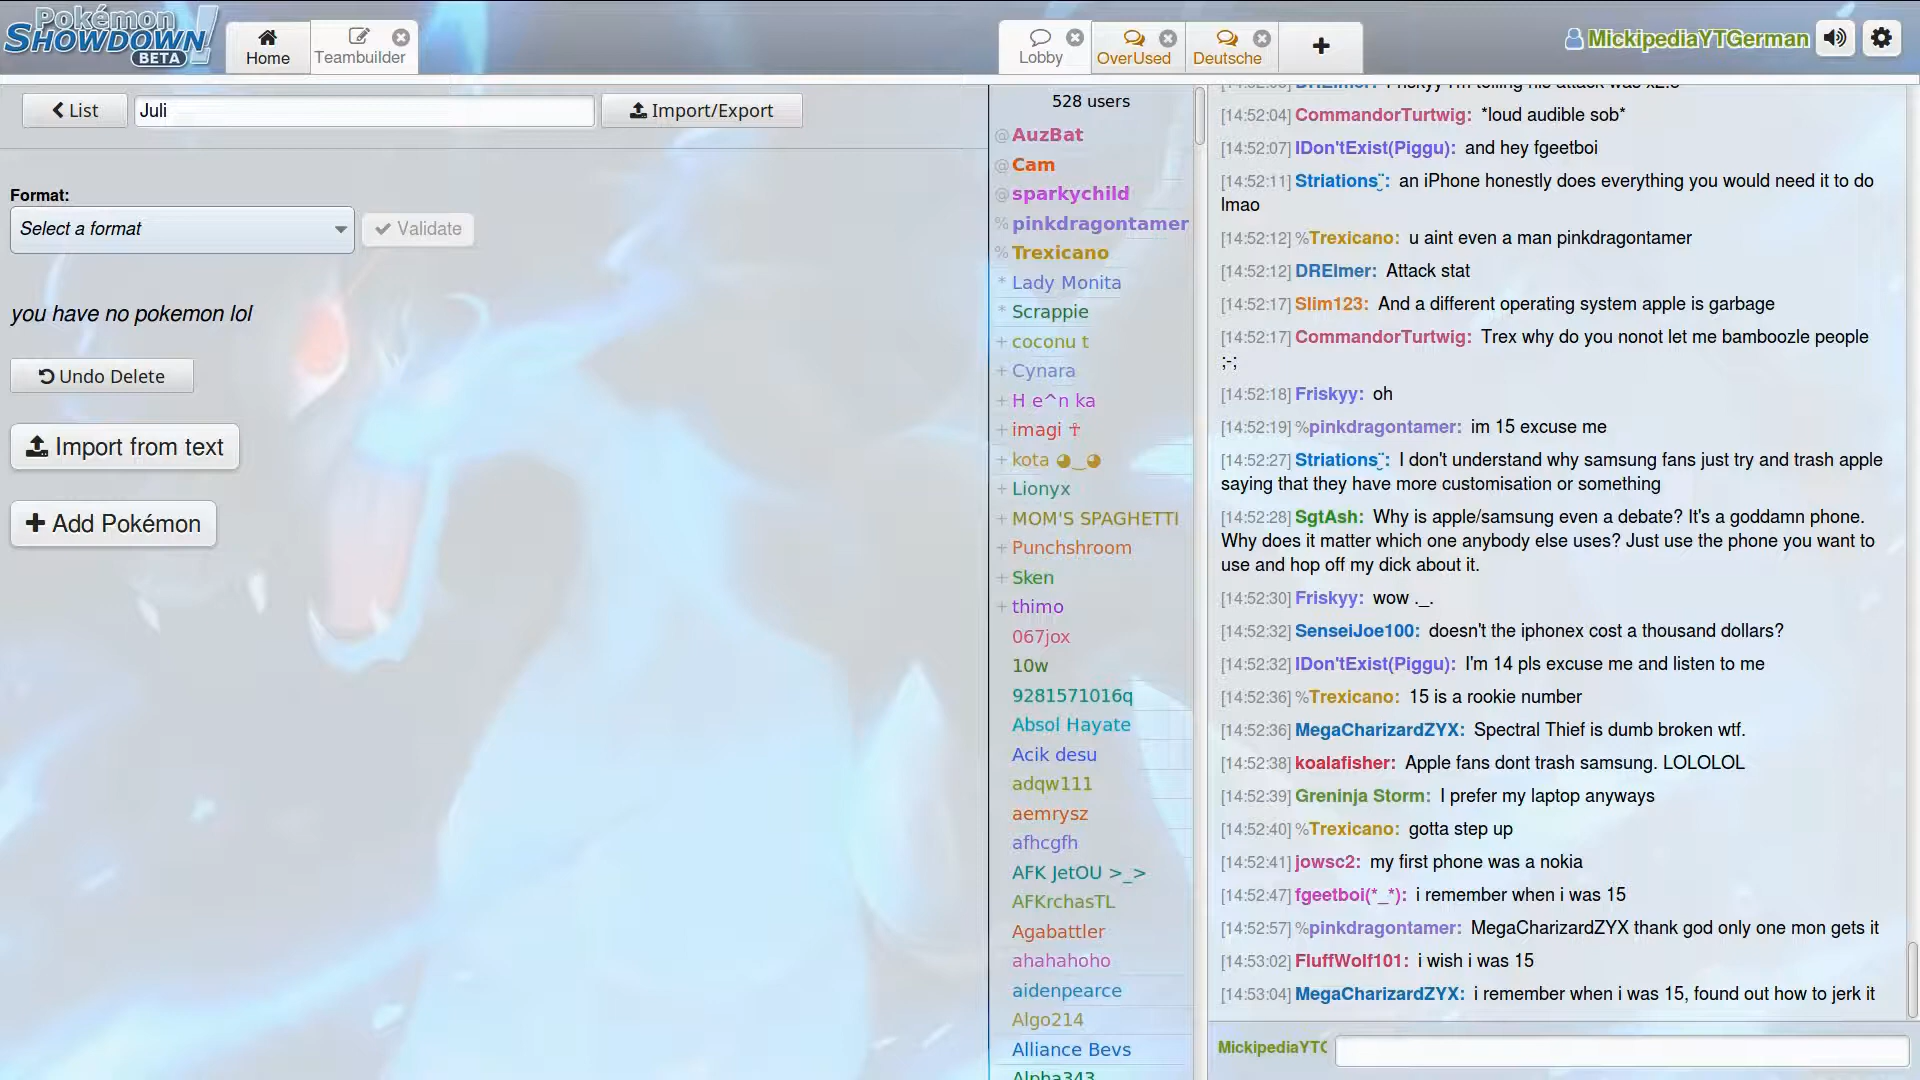 Pokémon
SHOWDOWN!
BETA
Home
Teambuilder
Lobby
OverUsed
Deutsche
MickipediaYTGerman
List
Juli
Import/Export
Format:
Select a format
Validate
you have no pokemon lol
Undo Delete
Import from text
Add Pokémon
528 users
@AuzBat
@Cam
@sparkychild
%pinkdragontamer
%Trexicano
* Lady Monita
* Scrappie
+ coconu t
+ Cynara
+ H e^n ka
+ imagi ☥
+ kota ◕‿◕
+ Lionyx
+ MOM'S SPAGHETTI
+ Punchshroom
+ Sken
+ thimo
067jox
10w
9281571016q
Absol Hayate
Acik desu
adqw111
aemrysz
afhcgfh
AFK JetOU >_>
AFKrchasTL
Agabattler
ahahahoho
aidenpearce
Algo214
Alliance Bevs
Alpha343
[14:52:04] CommandorTurtwig: *loud audible sob*
[14:52:07] IDon'tExist(Piggu): and hey fgeetboi
[14:52:11] Striations¨̮: an iPhone honestly does everything you would need it to do
lmao
[14:52:12] %Trexicano: u aint even a man pinkdragontamer
[14:52:12] DRElmer: Attack stat
[14:52:17] Slim123: And a different operating system apple is garbage
[14:52:17] CommandorTurtwig: Trex why do you nonot let me bamboozle people
;-;
[14:52:18] Friskyy: oh
[14:52:19] %pinkdragontamer: im 15 excuse me
[14:52:27] Striations¨̮: I don't understand why samsung fans just try and trash apple
saying that they have more customisation or something
[14:52:28] SgtAsh: Why is apple/samsung even a debate? It's a goddamn phone.
Why does it matter which one anybody else uses? Just use the phone you want to
use and hop off my dick about it.
[14:52:30] Friskyy: wow ._.
[14:52:32] SenseiJoe100: doesn't the iphonex cost a thousand dollars?
[14:52:32] IDon'tExist(Piggu): I'm 14 pls excuse me and listen to me
[14:52:36] %Trexicano: 15 is a rookie number
[14:52:36] MegaCharizardZYX: Spectral Thief is dumb broken wtf.
[14:52:38] koalafisher: Apple fans dont trash samsung. LOLOLOL
[14:52:39] Greninja Storm: I prefer my laptop anyways
[14:52:40] %Trexicano: gotta step up
[14:52:41] jowsc2: my first phone was a nokia
[14:52:47] fgeetboi(*_*): i remember when i was 15
[14:52:57] %pinkdragontamer: MegaCharizardZYX thank god only one mon gets it
[14:53:02] FluffWolf101: i wish i was 15
[14:53:04] MegaCharizardZYX: i remember when i was 15, found out how to jerk it
MickipediaYTG